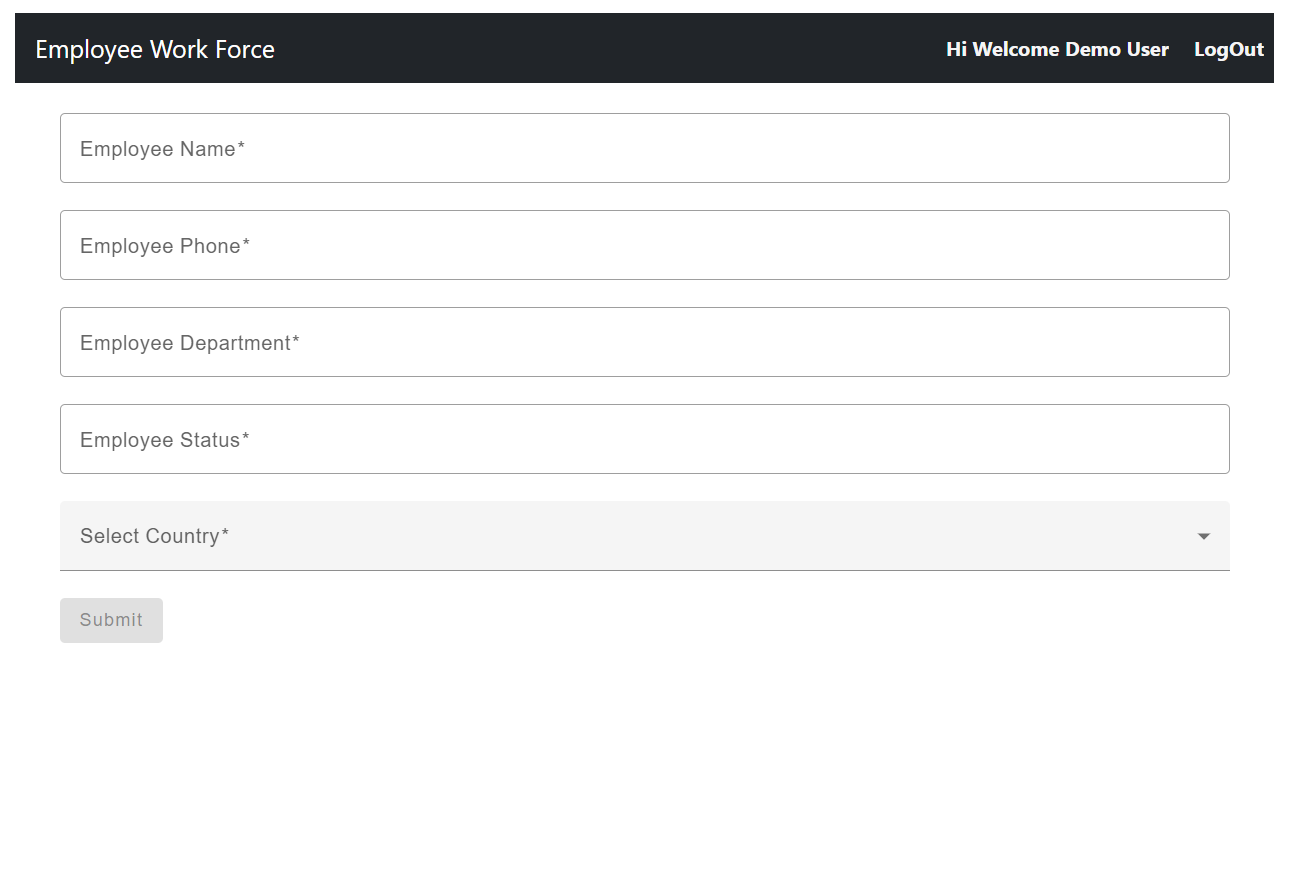 Employee Work Force
Hi Welcome Demo User LogOut
Employee Name*
Employee Phone*
Employee Department*
Employee Status*
Select Country*
Submit